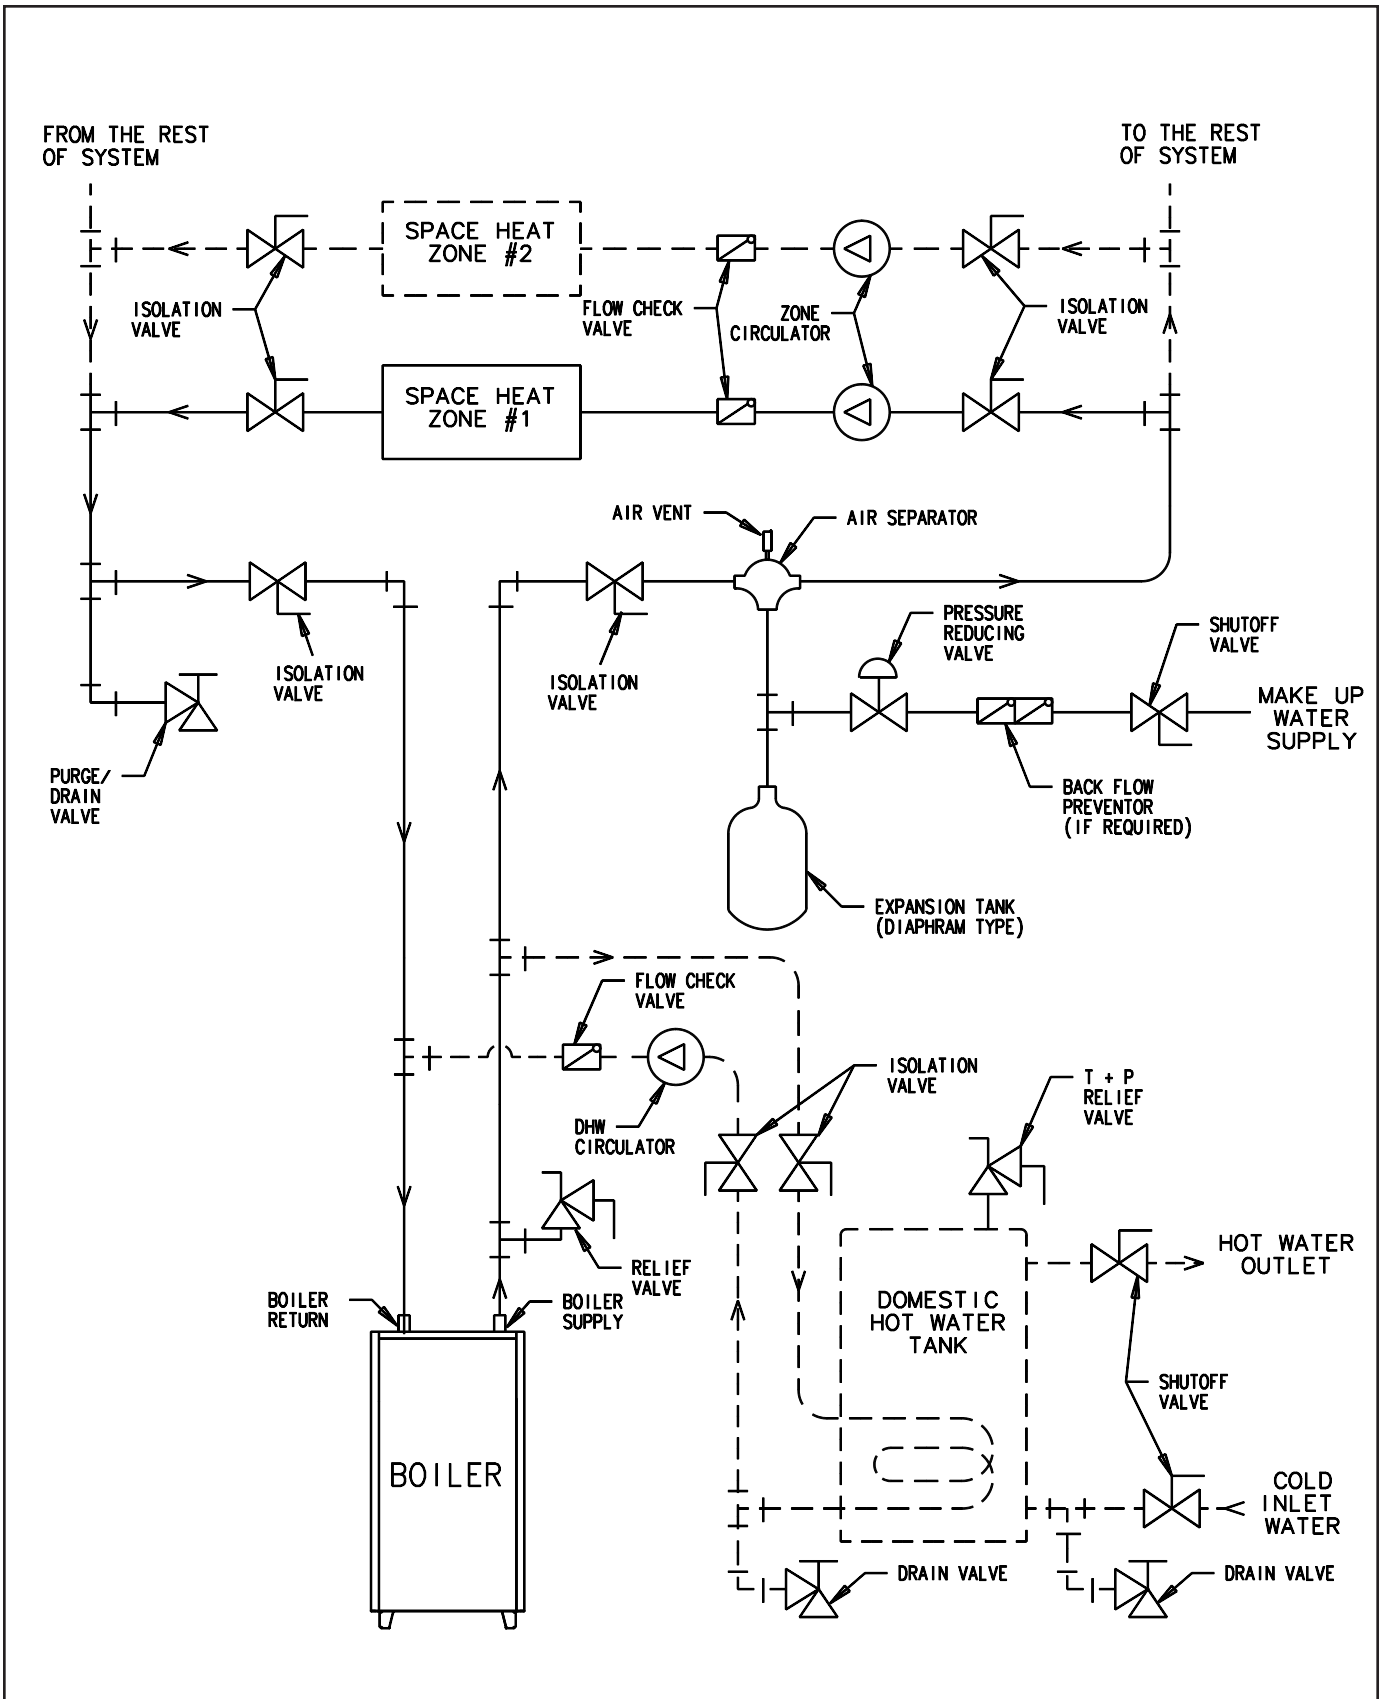 FROM THE REST
OF SYSTEM
TO THE REST
OF SYSTEM
SPACE HEAT
ZONE #2
ISOLATION
VALVE
FLOW CHECK
VALVE
ZONE
CIRCULATOR
ISOLATION
VALVE
SPACE HEAT
ZONE #1
AIR VENT
AIR SEPARATOR
PRESSURE
REDUCING
VALVE
SHUTOFF
VALVE
ISOLATION
VALVE
ISOLATION
VALVE
MAKE UP
WATER
SUPPLY
PURGE/
DRAIN
VALVE
BACK FLOW
PREVENTOR
(IF REQUIRED)
EXPANSION TANK
(DIAPHRAM TYPE)
FLOW CHECK
VALVE
ISOLATION
VALVE
T + P
RELIEF
VALVE
DHW
CIRCULATOR
RELIEF
VALVE
HOT WATER
OUTLET
BOILER
RETURN
BOILER
SUPPLY
DOMESTIC
HOT WATER
TANK
SHUTOFF
VALVE
BOILER
COLD
INLET
WATER
DRAIN VALVE
DRAIN VALVE